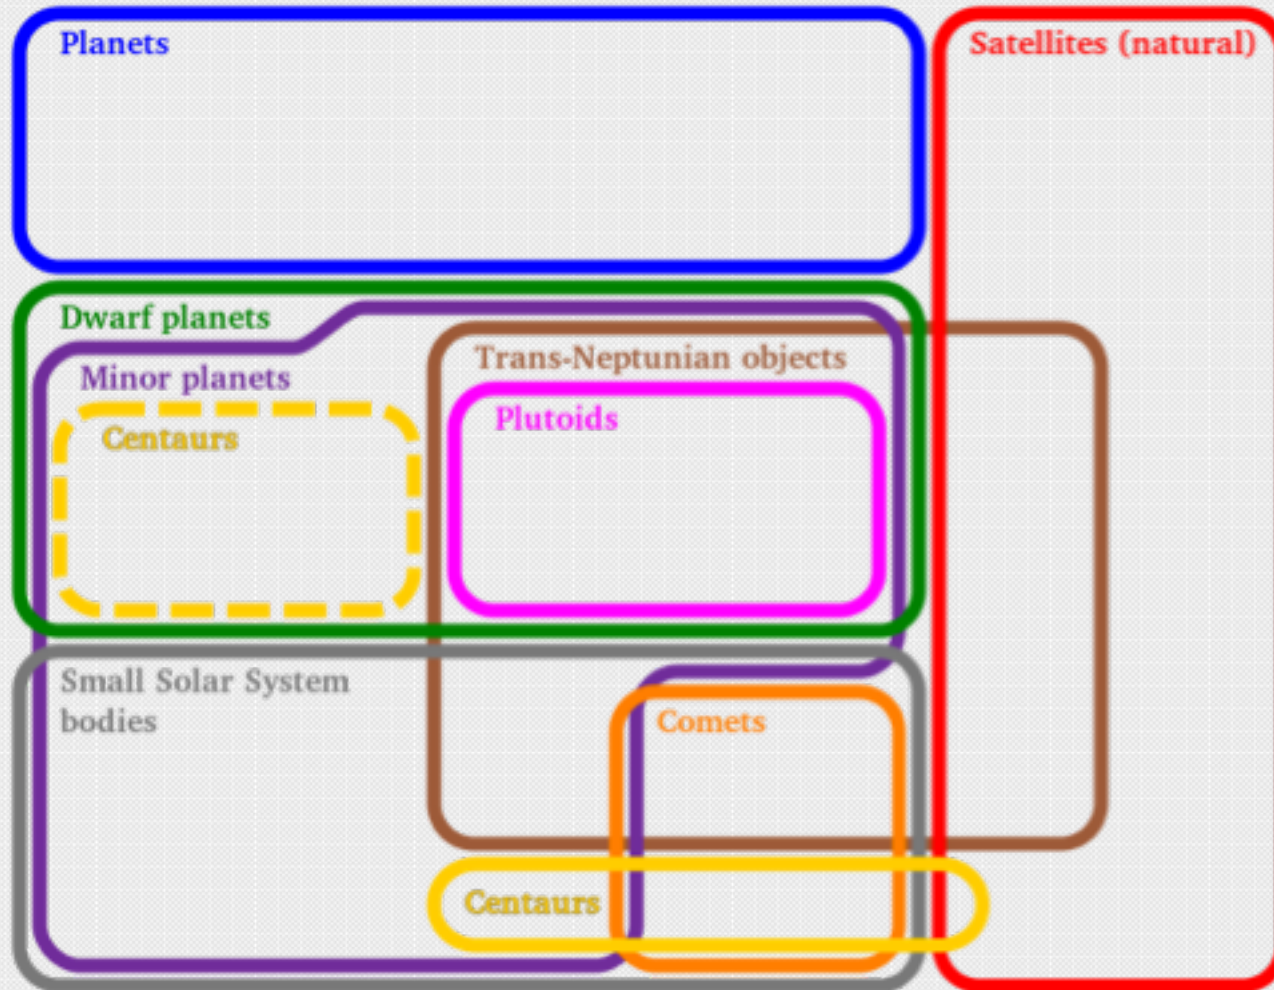 Planets
Satellites (natural)
Dwarf planets
Minor planets
Trans-Neptunian objects
Centaurs
Plutoids
Small Solar System
bodies
Comets
Centaurs